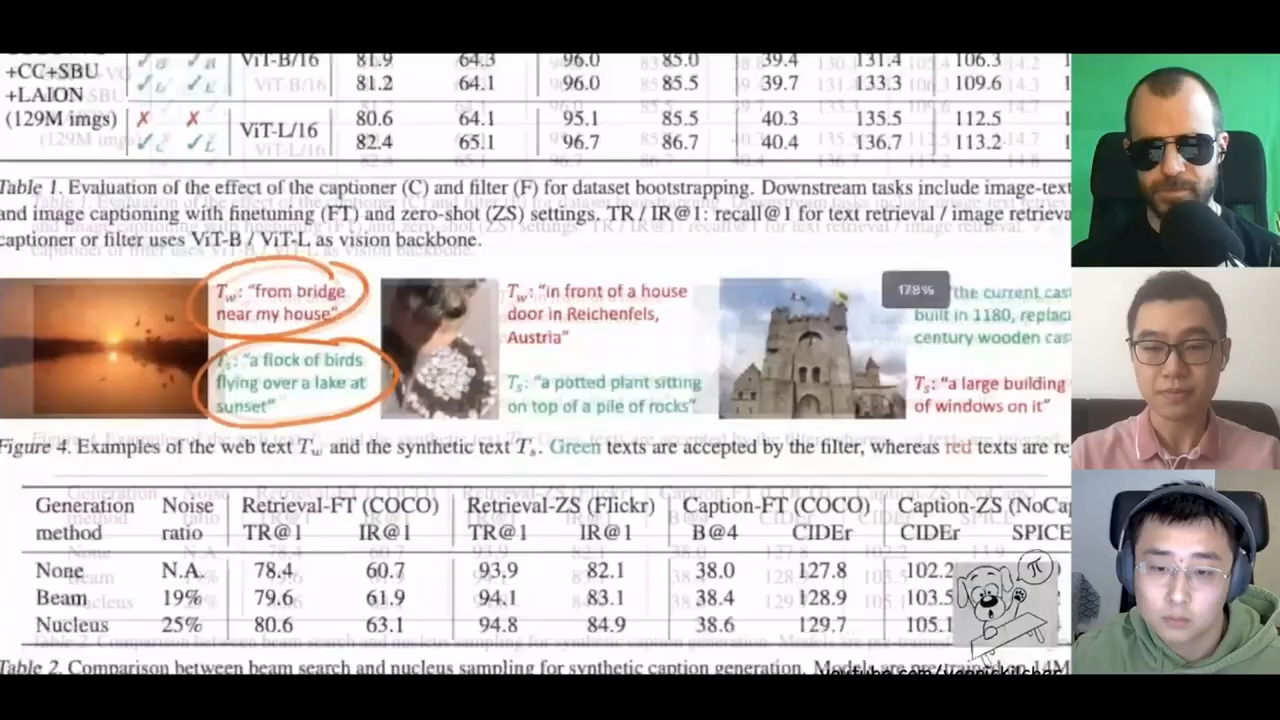 +CC+SBU ViT-B/16 81.9 64.3 96.0 85.0 39.4 131.4 106.3
+LAION 81.2 64.1 96.0 85.5 39.7 133.3 109.6
(129M imgs) ✗ ✗ ViT-L/16 80.6 64.1 95.1 85.5 40.3 135.5 112.5
82.4 65.1 96.7 86.7 40.4 136.7 113.2
Table 1. Evaluation of the effect of the captioner (C) and filter (F) for dataset bootstrapping. Downstream tasks include image-text
and image captioning with finetuning (FT) and zero-shot (ZS) settings. TR / IR@1: recall@1 for text retrieval / image retrieva
captioner or filter uses ViT-B / ViT-L as vision backbone.
Tw: "from bridge
near my house"
Ts: "a flock of birds
flying over a lake at
sunset"
Tw: "in front of a house
door in Reichenfels,
Austria"
Ts: "a potted plant sitting
on top of a pile of rocks"
178%
"the current cas
built in 1180, replaci
century wooden cas
Ts: "a large building
of windows on it"
Figure 4. Examples of the web text Tw and the synthetic text Ts. Green texts are accepted by the filter, whereas red texts are re
Generation Noise Retrieval-FT (COCO) Retrieval-ZS (Flickr) Caption-FT (COCO) Caption-ZS (NoCap
method ratio TR@1 IR@1 TR@1 IR@1 B@4 CIDEr CIDEr SPICE
None N.A. 78.4 60.7 93.9 82.1 38.0 127.8 102.2
Beam 19% 79.6 61.9 94.1 83.1 38.4 128.9 103.5
Nucleus 25% 80.6 63.1 94.8 84.9 38.6 129.7 105.1
π
Table 2. Comparison between beam search and nucleus sampling for synthetic caption generation. Models are pre-trained on 14M
youtube.com/yannickilcher